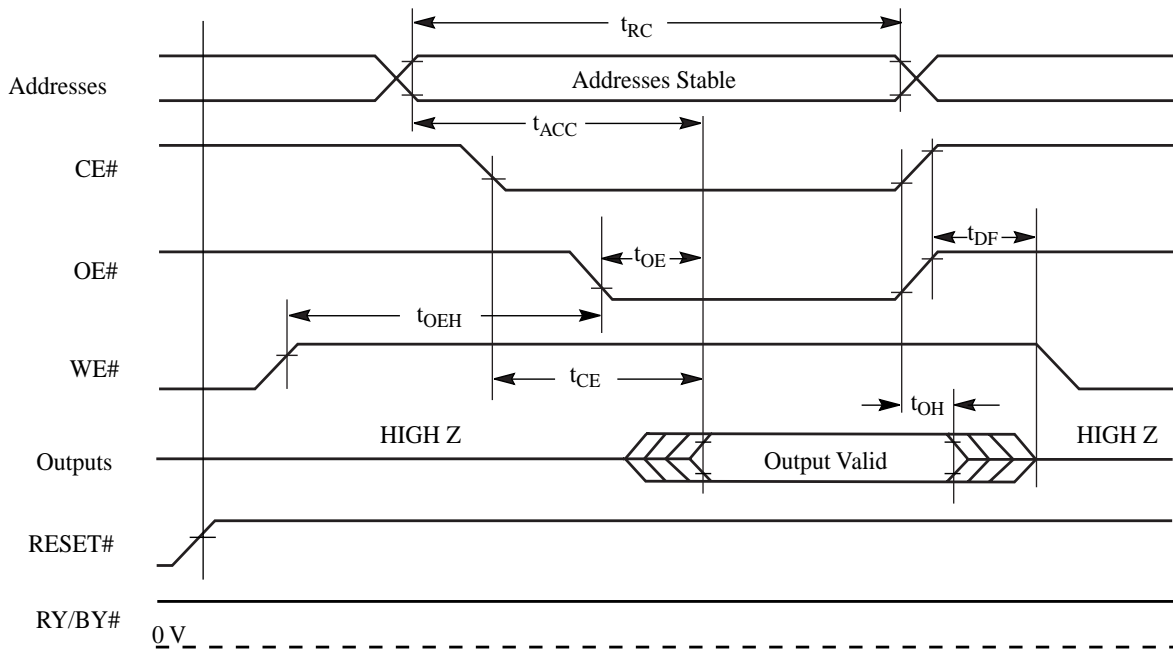 tRC
Addresses
Addresses Stable
tACC
CE#
tDF
OE#
tOE
tOEH
WE#
tCE
tOH
HIGH Z
HIGH Z
Outputs
Output Valid
RESET#
RY/BY#
0 V